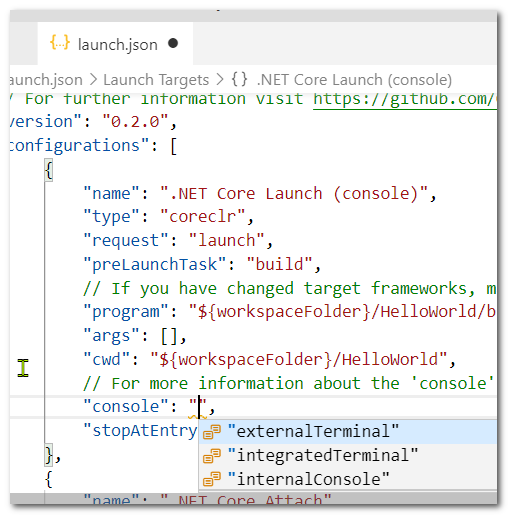 {..} launch.json ●
launch.json > Launch Targets > {} .NET Core Launch (console)
/ For further information visit https://github.com/
version": "0.2.0",
configurations": [
{
"name": ".NET Core Launch (console)",
"type": "coreclr",
"request": "launch",
"preLaunchTask": "build",
// If you have changed target frameworks, m
"program": "${workspaceFolder}/HelloWorld/b
"args": [],
"cwd": "${workspaceFolder}/HelloWorld",
// For more information about the 'console'
"console": "",
"stopAtEntry
"externalTerminal"
"integratedTerminal"
"internalConsole"
},
{
"name": ".NET Core Attach"